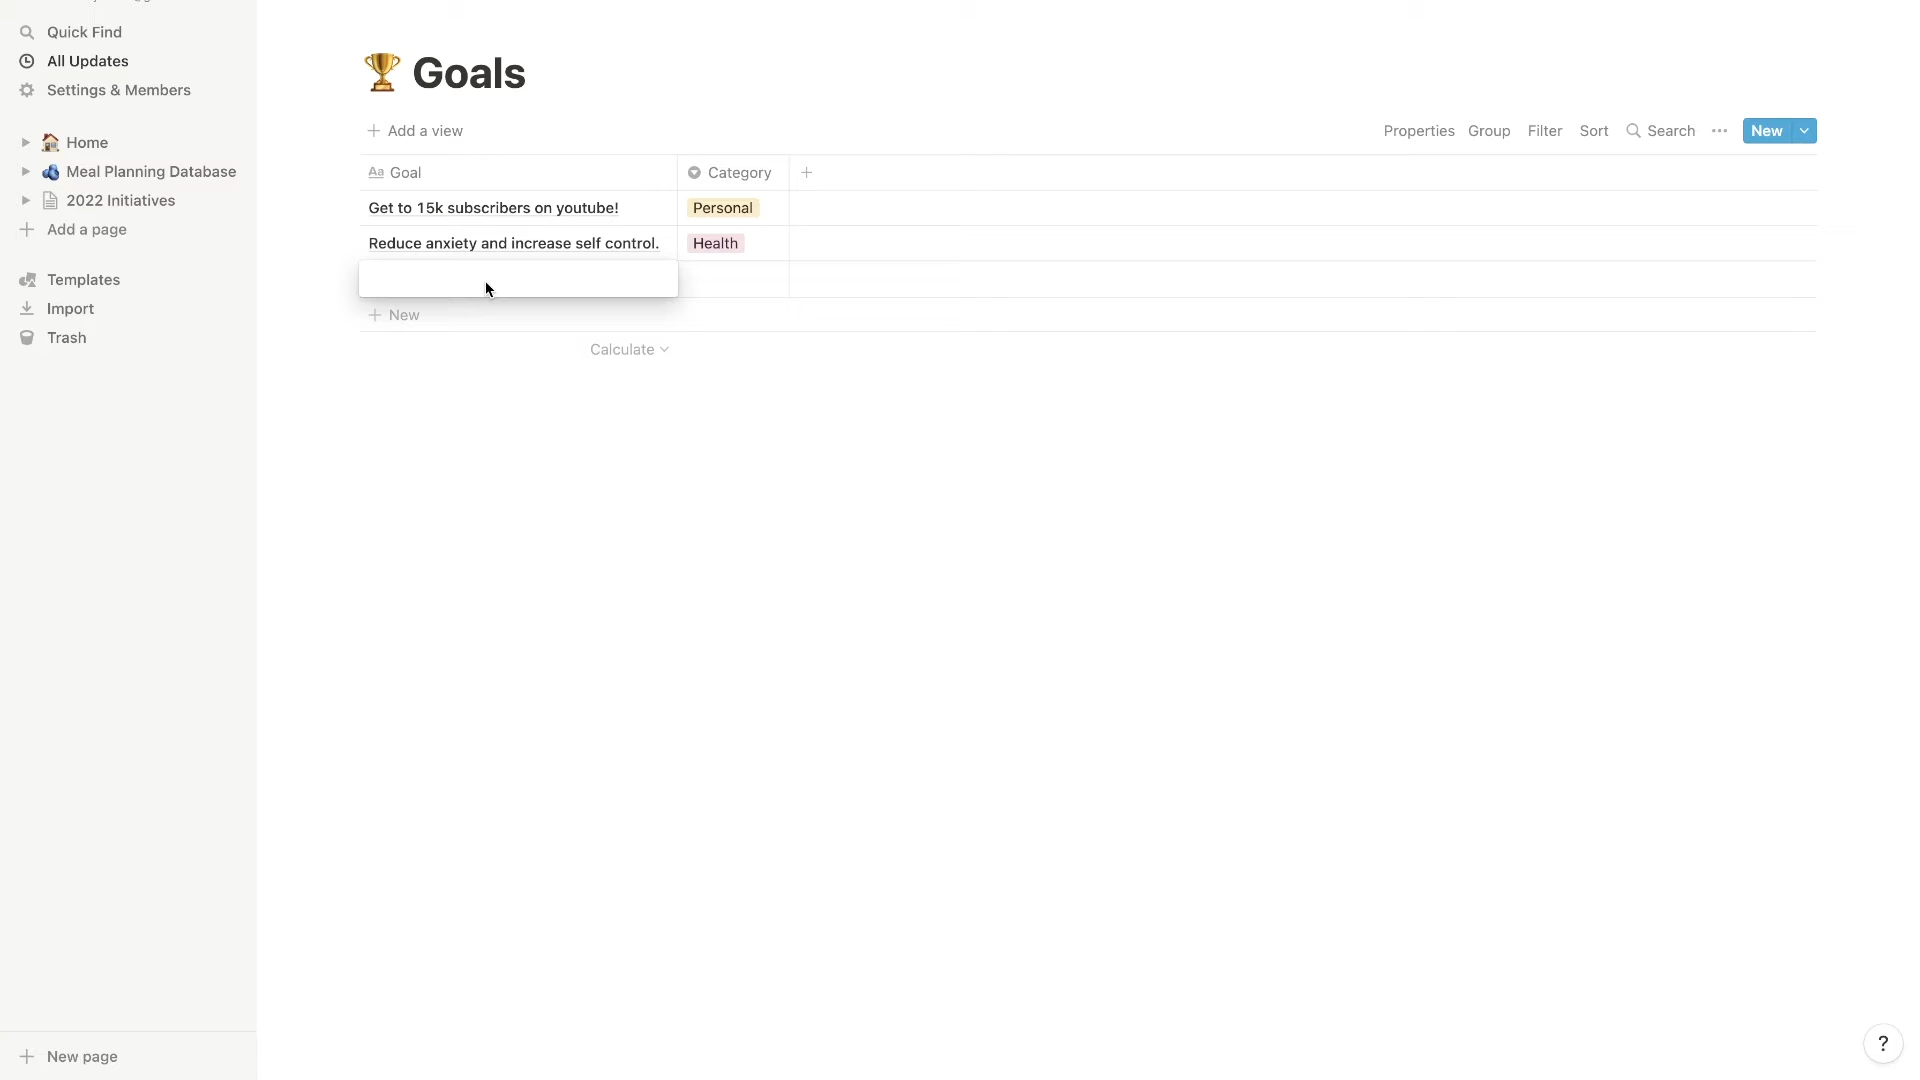 Quick Find
All Updates
Settings & Members
Home
Meal Planning Database
2022 Initiatives
Add a page
Templates
Import
Trash
New page
Goals
Add a view
Properties Group Filter Sort Search New
Aa Goal Category
Get to 15k subscribers on youtube! Personal
Reduce anxiety and increase self control. Health
New
Calculate
?